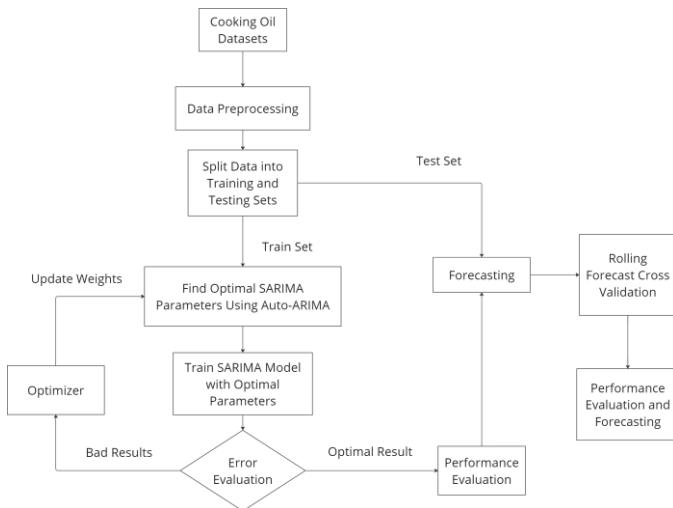 Cooking Oil
Datasets
Data Preprocessing
Split Data into
Training and
Testing Sets
Test Set
Train Set
Update Weights
Find Optimal SARIMA
Parameters Using Auto-ARIMA
Forecasting
Rolling
Forecast Cross
Validation
Optimizer
Train SARIMA Model
with Optimal
Parameters
Performance
Evaluation and
Forecasting
Bad Results
Error
Evaluation
Optimal Result
Performance
Evaluation